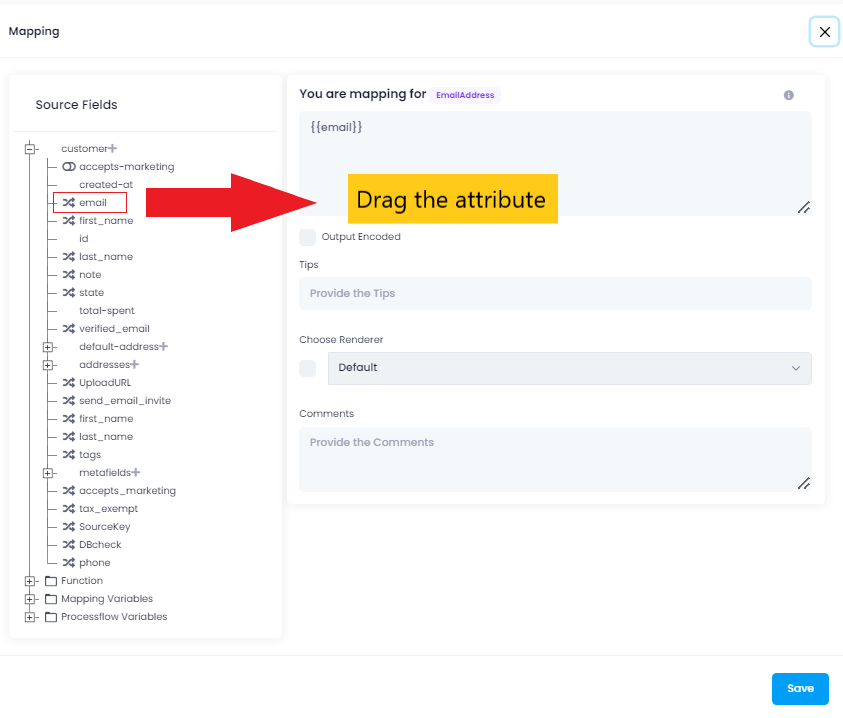 Mapping
Source Fields
customer
accepts-marketing
created-at
email
first_name
id
last_name
note
state
total-spent
verified_email
default-address
addresses
UploadURL
send_email_invite
first_name
last_name
tags
metafields
accepts_marketing
tax_exempt
SourceKey
DBcheck
phone
Function
Mapping Variables
Processflow Variables
You are mapping for EmailAddress
{{email}}
Drag the attribute
Output Encoded
Tips
Provide the Tips
Choose Renderer
Default
Comments
Provide the Comments
Save